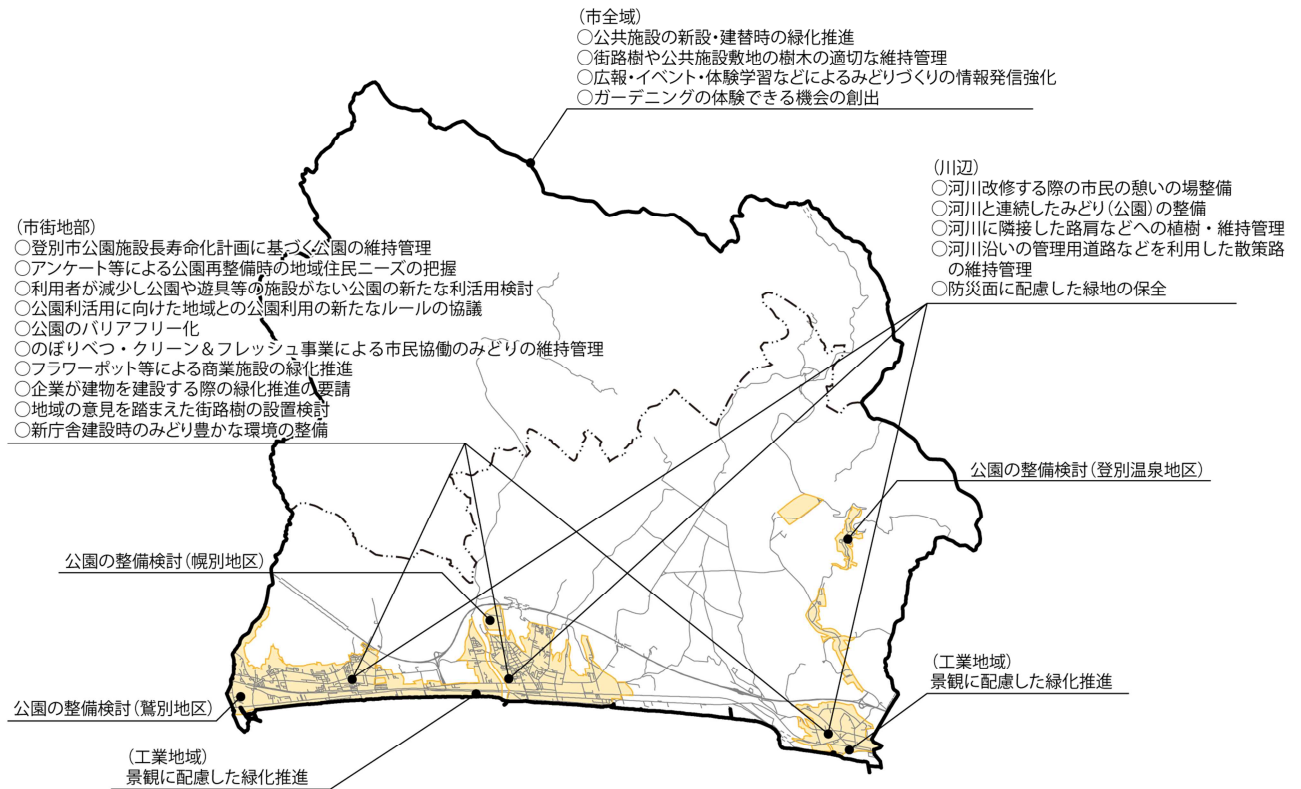 (市全域)
○公共施設の新設・建替時の緑化推進
○街路樹や公共施設敷地の樹木の適切な維持管理
○広報・イベント・体験学習などによるみどりづくりの情報発信強化
○ガーデニングの体験できる機会の創出
(川辺)
○河川改修する際の市民の憩いの場整備
○河川と連続したみどり(公園)の整備
○河川に隣接した路肩などへの植樹・維持管理
○河川沿いの管理用道路などを利用した散策路
の維持管理
○防災面に配慮した緑地の保全
(市街地部)
○登別市公園施設長寿命化計画に基づく公園の維持管理
○アンケート等による公園再整備時の地域住民ニーズの把握
○利用者が減少し公園や遊具等の施設がない公園の新たな利活用検討
○公園利活用に向けた地域との公園利用の新たなルールの協議
○公園のバリアフリー化
○のぼりべつ・クリーン&フレッシュ事業による市民協働のみどりの維持管理
○フラワーポット等による商業施設の緑化推進
○企業が建物を建設する際の緑化推進の要請
○地域の意見を踏まえた街路樹の設置検討
○新庁舎建設時のみどり豊かな環境の整備
公園の整備検討(登別温泉地区)
公園の整備検討(幌別地区)
(工業地域)
景観に配慮した緑化推進
公園の整備検討(鷲別地区)
(工業地域)
景観に配慮した緑化推進